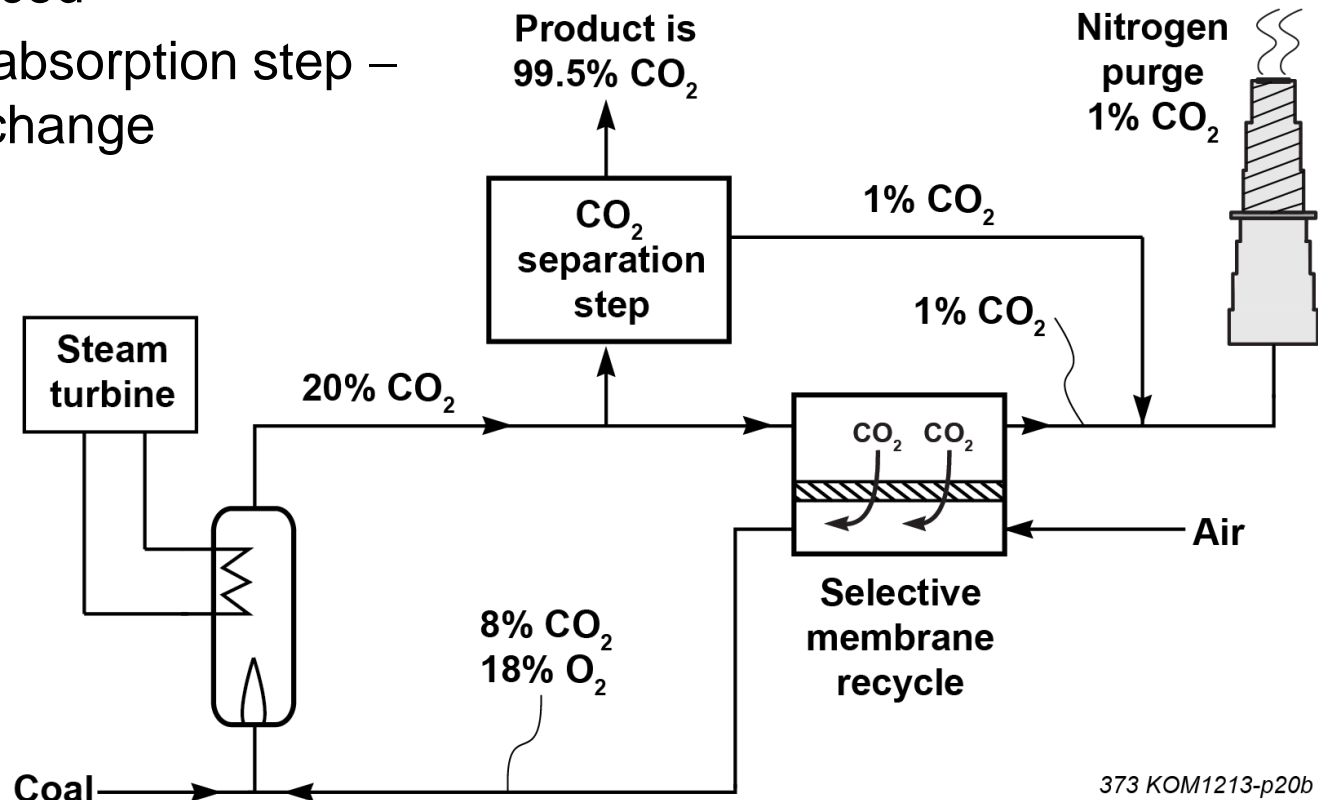 absorption step –
change
Product is
99.5% CO₂
Nitrogen
purge
1% CO₂
CO₂
separation
step
1% CO₂
1% CO₂
Steam
turbine
20% CO₂
CO₂ CO₂
Air
Selective
membrane
recycle
8% CO₂
18% O₂
Coal
373 KOM1213-p20b